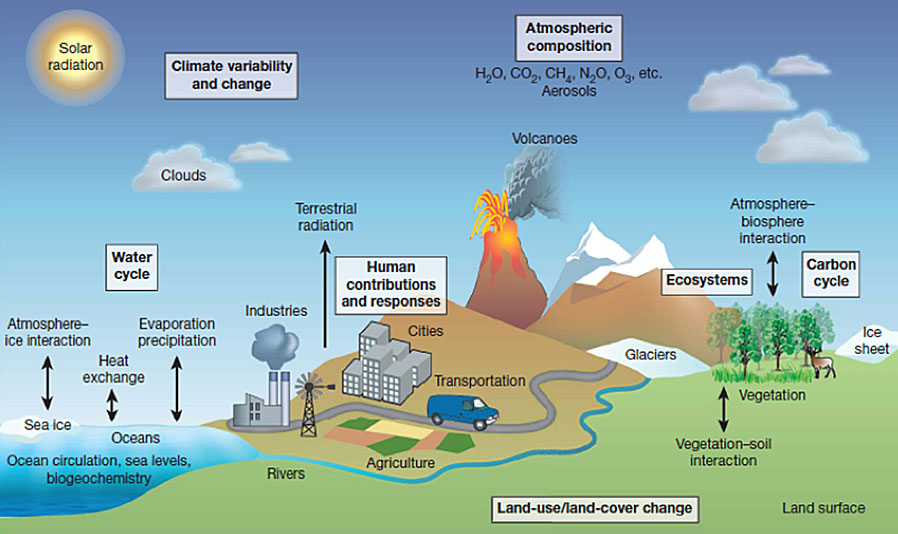 Solar
radiation
Climate variability
and change
Atmospheric
composition
H₂O, CO₂, CH₄, N₂O, O₃, etc.
Aerosols
Volcanoes
Clouds
Terrestrial
radiation
Atmosphere–
biosphere
interaction
Water
cycle
Human
contributions
and responses
Ecosystems
Carbon
cycle
Atmosphere–
ice interaction
Evaporation
precipitation
Industries
Cities
Heat
exchange
Glaciers
Ice
sheet
Transportation
Vegetation
Sea ice
Oceans
Ocean circulation, sea levels,
biogeochemistry
Rivers
Agriculture
Vegetation–soil
interaction
Land-use/land-cover change
Land surface